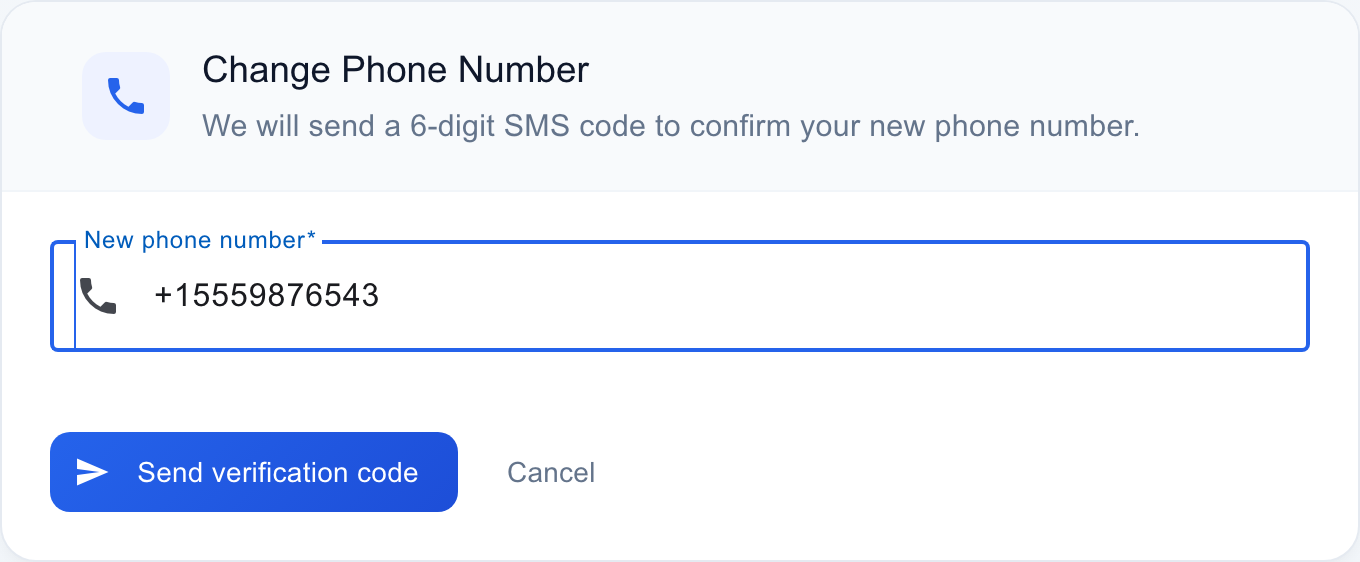 Change Phone Number
We will send a 6-digit SMS code to confirm your new phone number.
New phone number*
+15559876543
Send verification code
Cancel